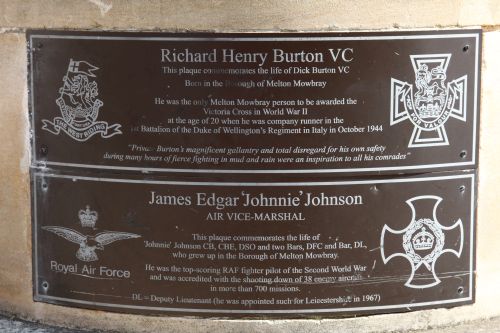 Richard Henry Burton VC
This plaque commemorates the life of Dick Burton VC
Born in the Borough of Melton Mowbray
He was the only Melton Mowbray person to be awarded the
Victoria Cross in World War II
at the age of 20 when he was company runner in the
1st Battalion of the Duke of Wellington's Regiment in Italy in October 1944
"Private Burton's magnificent gallantry and total disregard for his own safety
during many hours of fierce fighting in mud and rain were an inspiration to all his comrades"
THE WEST RIDING
FOR VALOUR
James Edgar 'Johnnie' Johnson
AIR VICE-MARSHAL
This plaque commemorates the life of
'Johnnie' Johnson CB, CBE, DSO and two Bars, DFC and Bar, DL,
who grew up in the Borough of Melton Mowbray.
He was the top-scoring RAF fighter pilot of the Second World War
and was accredited with the shooting down of 38 enemy aircraft
in more than 700 missions.
DL = Deputy Lieutenant (he was appointed such for Leicestershire in 1967)
Royal Air Force